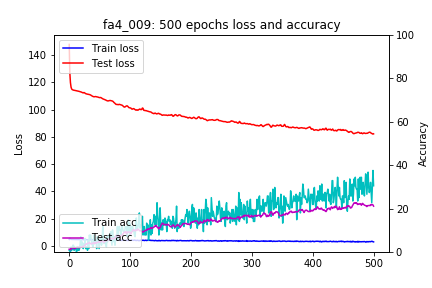 fa4_009: 500 epochs loss and accuracy
Train loss
Test loss
Train acc
Test acc
Loss
Accuracy
0
20
40
60
80
100
120
140
0
20
40
60
80
100
0
100
200
300
400
500